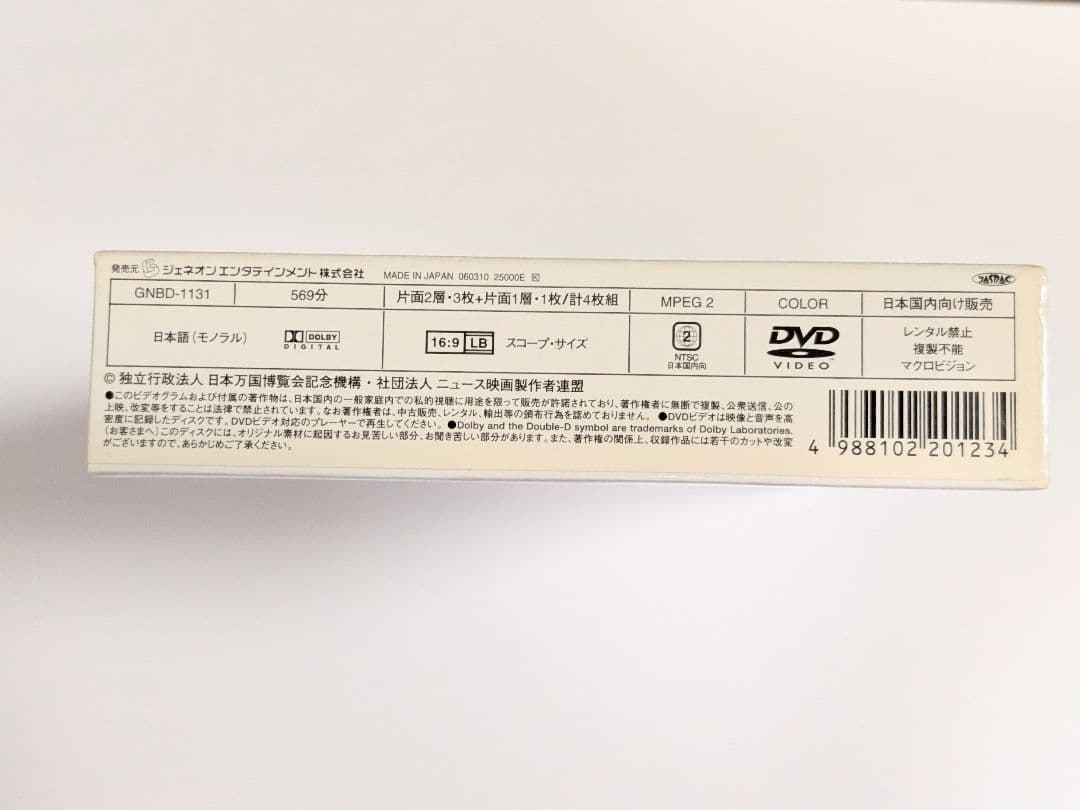 発売元 ジェネオン エンタテインメント 株式会社 MADE IN JAPAN 060310 25000E 図
JASRAC
GNBD-1131 569分 片面2層・3枚+片面1層・1枚/計4枚組 MPEG 2 COLOR 日本国内向け販売
日本語(モノラル) DOLBY DIGITAL 16:9 LB スコープ・サイズ 2 NTSC 日本国内向 DVD VIDEO レンタル禁止 複製不能 マクロビジョン
© 独立行政法人 日本万国博覧会記念機構・社団法人 ニュース映画製作者連盟
●このビデオグラムおよび付属の著作物は、日本国内の一般家庭内での私的視聴に用途を限って販売が許諾されており、著作権者に無断で複製、公衆送信、公の
上映、改変等をすることは法律で禁止されています。なお著作権者は、中古販売、レンタル、輸出等の頒布行為を認めておりません。●DVDビデオは映像と音声を高
密度に記録したディスクです。DVDビデオ対応のプレーヤーで再生してください。●Dolby and the Double-D symbol are trademarks of Dolby Laboratories.
〈お客さまへ〉このディスクには、オリジナル素材に起因するお見苦しい部分、お聞き苦しい部分があります。また、著作権の関係上、収録作品には若干のカットや改変
がございますので、あらかじめご了承ください。
4 988102 201234